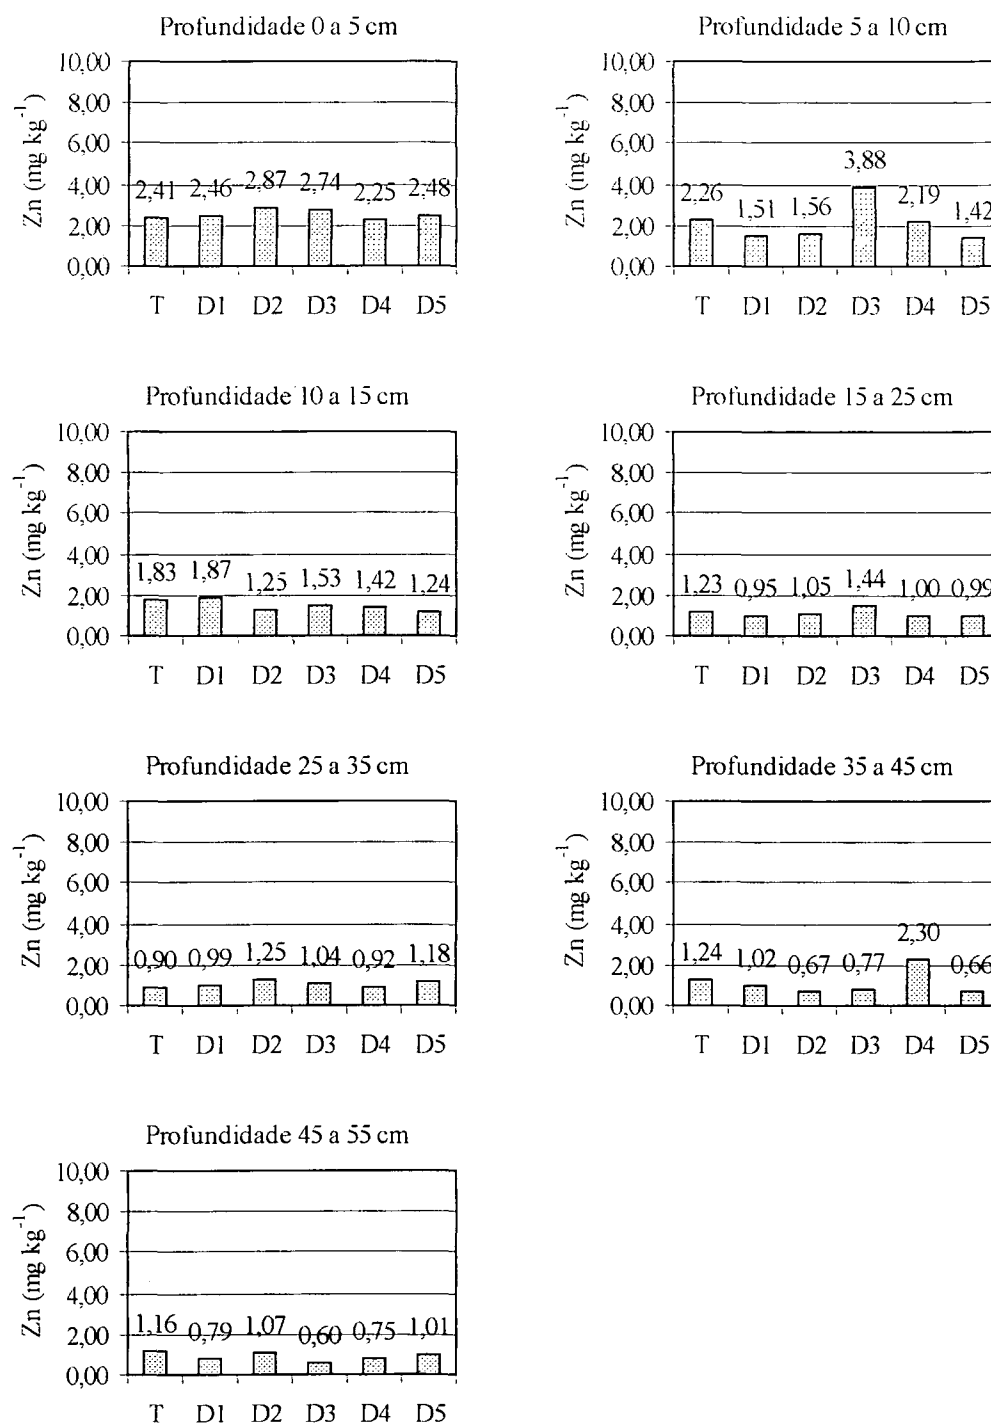 Profundidade 0 a 5 cm
Zn (mg kg⁻¹)
10,00
8,00
6,00
4,00
2,00
0,00
2,41 2,46 2,87 2,74 2,25 2,48
T D1 D2 D3 D4 D5
Profundidade 5 a 10 cm
Zn (mg kg⁻¹)
10,00
8,00
6,00
4,00
2,00
0,00
2,26 1,51 1,56 3,88 2,19 1,42
T D1 D2 D3 D4 D5
Profundidade 10 a 15 cm
Zn (mg kg⁻¹)
10,00
8,00
6,00
4,00
2,00
0,00
1,83 1,87 1,25 1,53 1,42 1,24
T D1 D2 D3 D4 D5
Profundidade 15 a 25 cm
Zn (mg kg⁻¹)
10,00
8,00
6,00
4,00
2,00
0,00
1,23 0,95 1,05 1,44 1,00 0,99
T D1 D2 D3 D4 D5
Profundidade 25 a 35 cm
Zn (mg kg⁻¹)
10,00
8,00
6,00
4,00
2,00
0,00
0,90 0,99 1,25 1,04 0,92 1,18
T D1 D2 D3 D4 D5
Profundidade 35 a 45 cm
Zn (mg kg⁻¹)
10,00
8,00
6,00
4,00
2,00
0,00
1,24 1,02 0,67 0,77 2,30 0,66
T D1 D2 D3 D4 D5
Profundidade 45 a 55 cm
Zn (mg kg⁻¹)
10,00
8,00
6,00
4,00
2,00
0,00
1,16 0,79 1,07 0,60 0,75 1,01
T D1 D2 D3 D4 D5